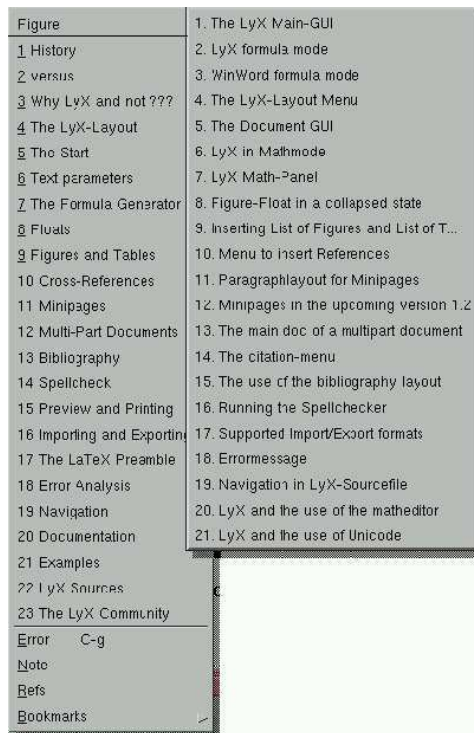 Figure
1 History
2 versus
3 Why LyX and not ???
4 The LyX-Layout
5 The Start
6 Text parameters
7 The Formula Generator
8 Floats
9 Figures and Tables
10 Cross-References
11 Minipages
12 Multi-Part Documents
13 Bibliography
14 Spellcheck
15 Preview and Printing
16 Importing and Exporting
17 The LaTeX Preamble
18 Error Analysis
19 Navigation
20 Documentation
21 Examples
22 LyX Sources
23 The LyX Community
Error C-g
Note
Refs
Bookmarks
1. The LyX Main-GUI
2. LyX formula mode
3. WinWord formula mode
4. The LyX-Layout Menu
5. The Document GUI
6. LyX in Mathmode
7. LyX Math-Panel
8. Figure-Float in a collapsed state
9. Inserting List of Figures and List of T...
10. Menu to insert References
11. Paragraphlayout for Minipages
12. Minipages in the upcoming version 1.2
13. The main doc of a multipart document
14. The citation-menu
15. The use of the bibliography layout
16. Running the Spellchecker
17. Supported Import/Export formats
18. Errormessage
19. Navigation in LyX-Sourcefile
20. LyX and the use of the matheditor
21. LyX and the use of Unicode